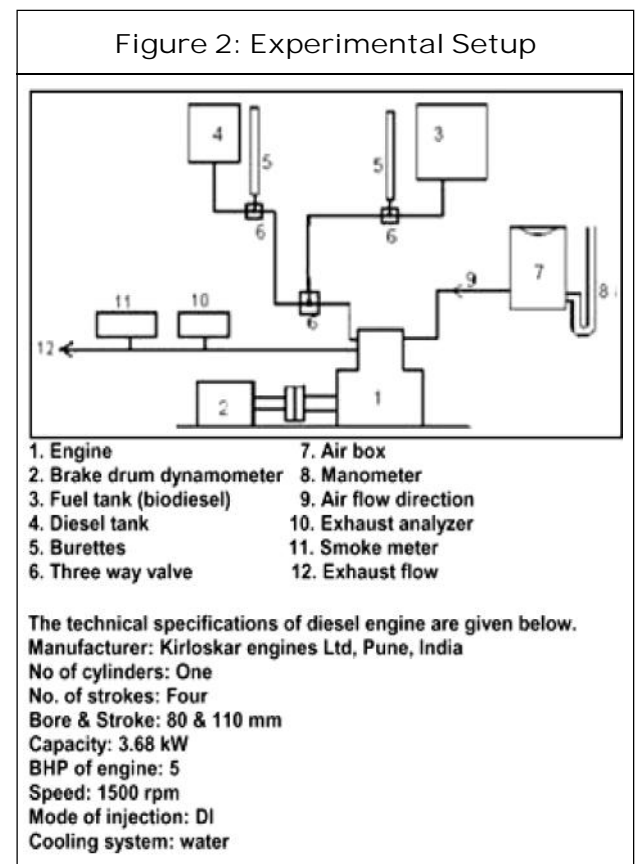 Figure 2: Experimental Setup
4
5
5
3
6
6
9
7
8
6
11
10
12
2
1
1. Engine
2. Brake drum dynamometer
3. Fuel tank (biodiesel)
4. Diesel tank
5. Burettes
6. Three way valve
7. Air box
8. Manometer
9. Air flow direction
10. Exhaust analyzer
11. Smoke meter
12. Exhaust flow
The technical specifications of diesel engine are given below.
Manufacturer: Kirloskar engines Ltd, Pune, India
No of cylinders: One
No. of strokes: Four
Bore & Stroke: 80 & 110 mm
Capacity: 3.68 kW
BHP of engine: 5
Speed: 1500 rpm
Mode of injection: DI
Cooling system: water